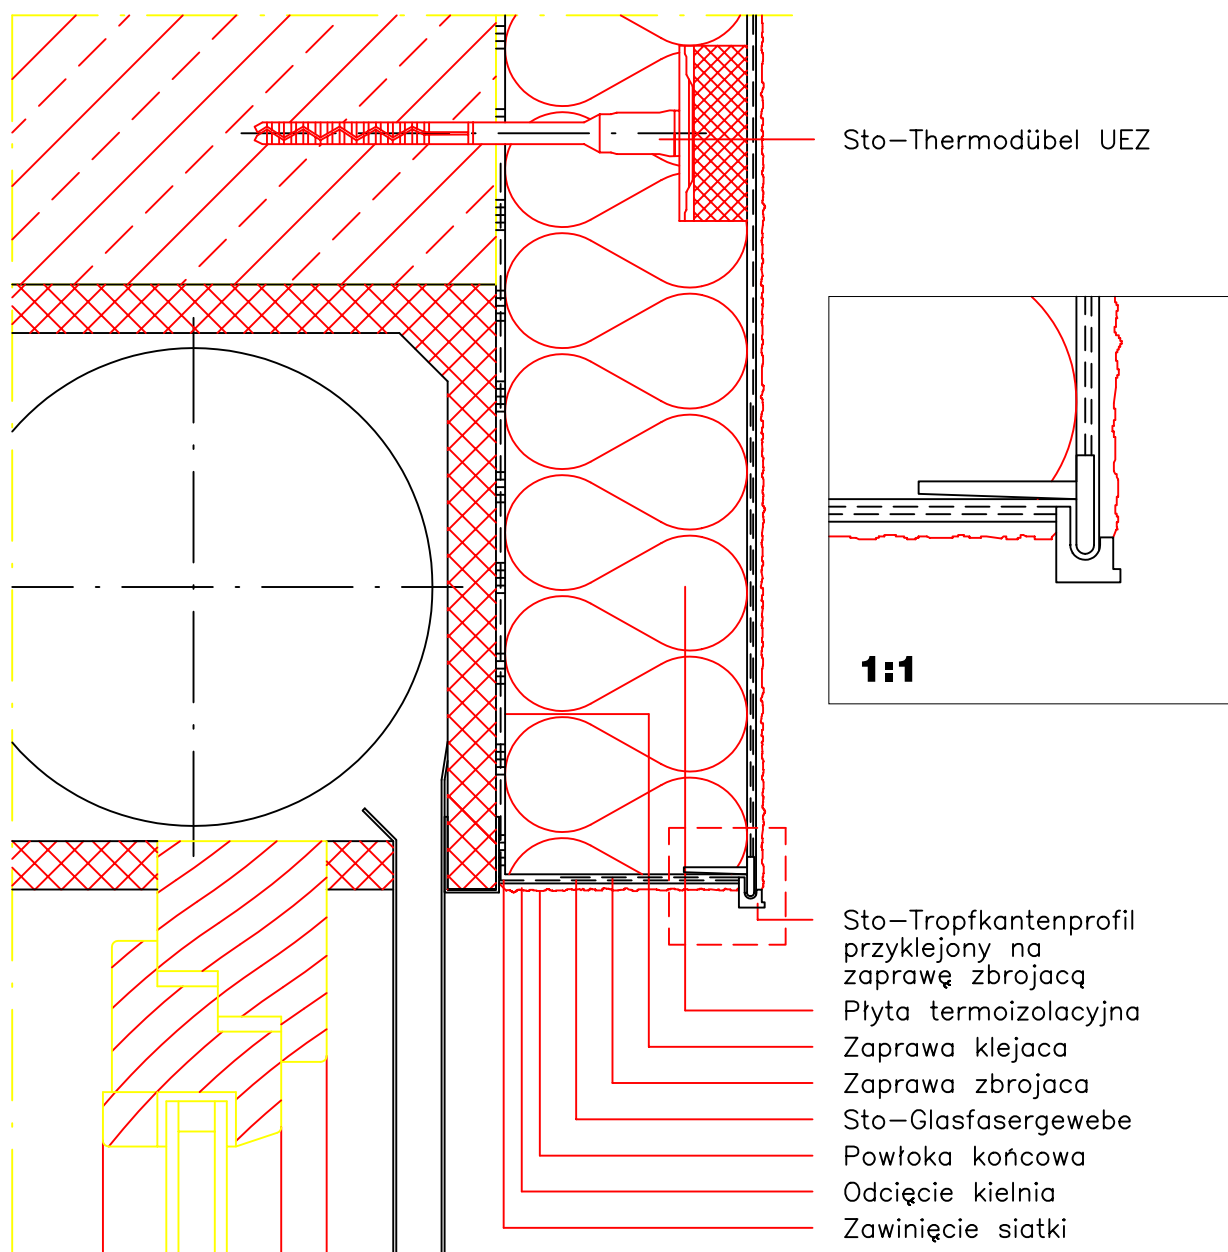 Sto-Thermodübel UEZ
1:1
Sto-Tropfkantenprofil
przyklejony na
zaprawę zbrojacą
Płyta termoizolacyjna
Zaprawa klejaca
Zaprawa zbrojaca
Sto-Glasfasergewebe
Powłoka końcowa
Odcięcie kielnia
Zawinięcie siatki